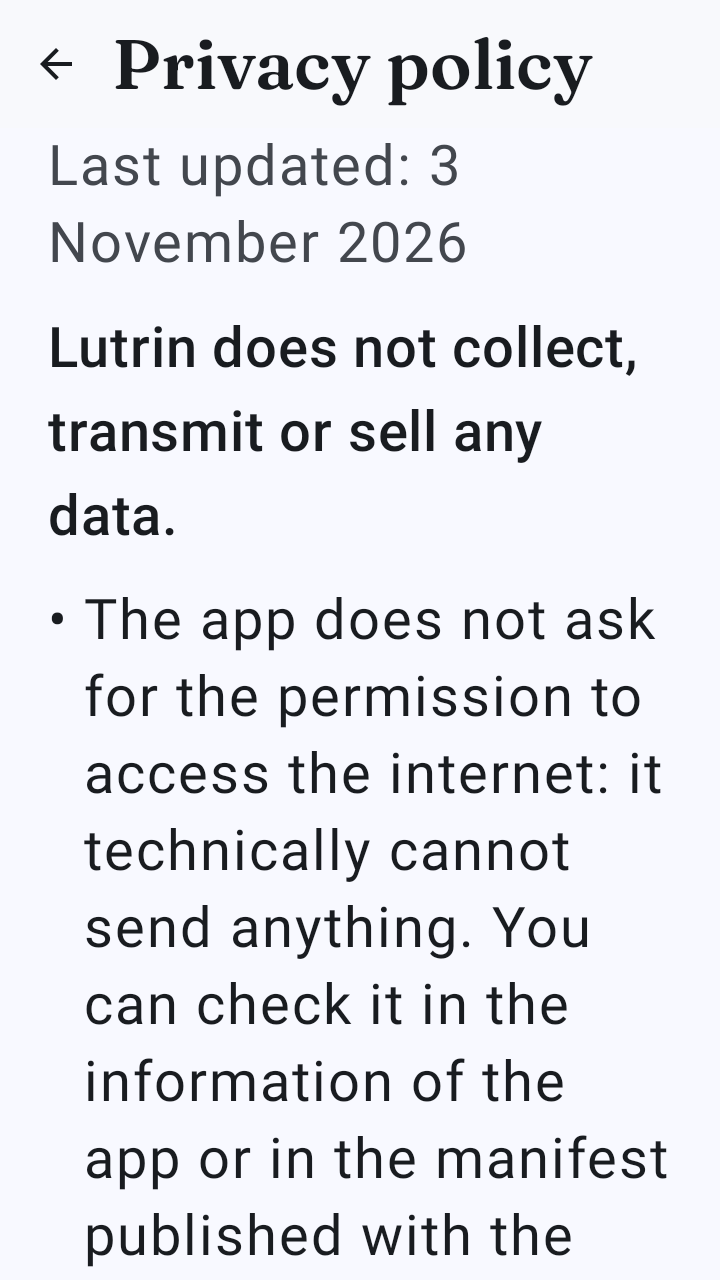 Privacy policy
Last updated: 3
November 2026
Lutrin does not collect,
transmit or sell any
data.
• The app does not ask
for the permission to
access the internet: it
technically cannot
send anything. You
can check it in the
information of the
app or in the manifest
published with the